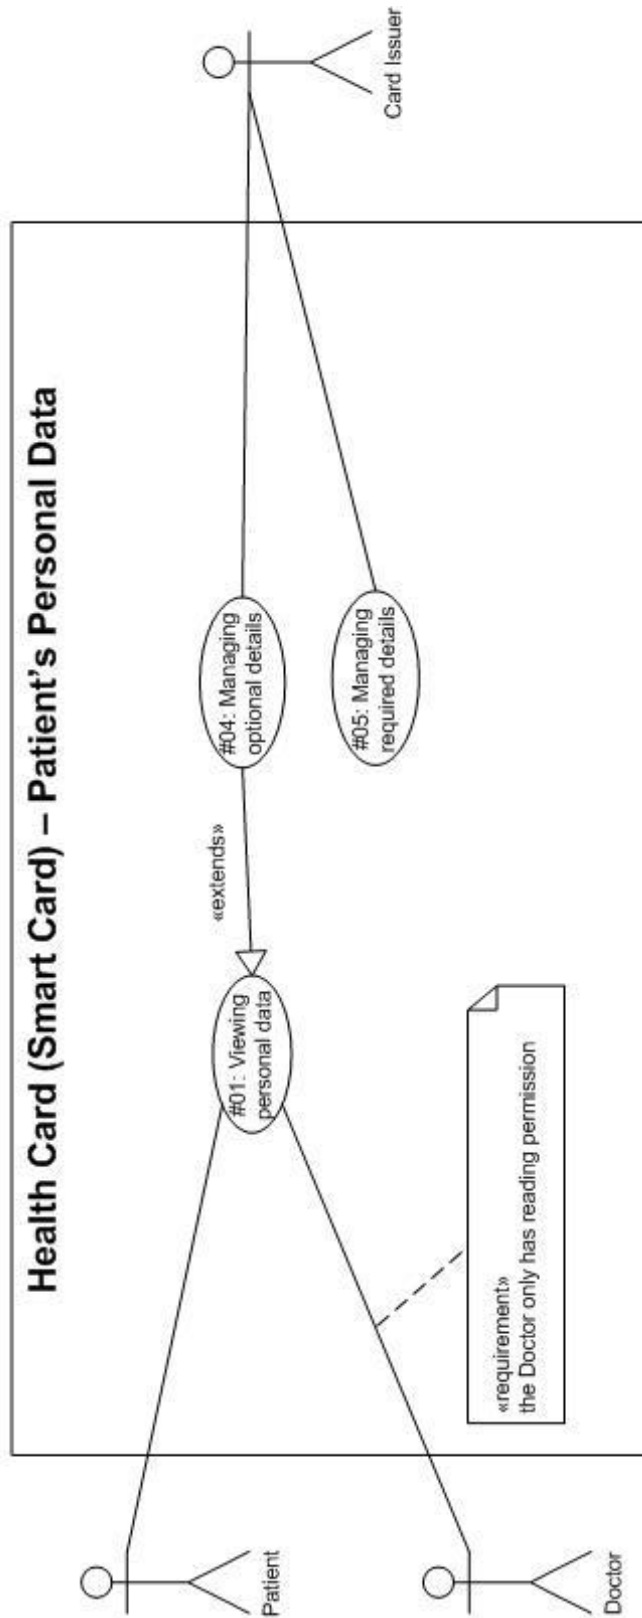 Health Card (Smart Card) – Patient's Personal Data
Patient
#01: Viewing
personal data
«extends»
#04: Managing
optional details
Card Issuer
#05: Managing
required details
Doctor
«requirement»
the Doctor only has reading permission